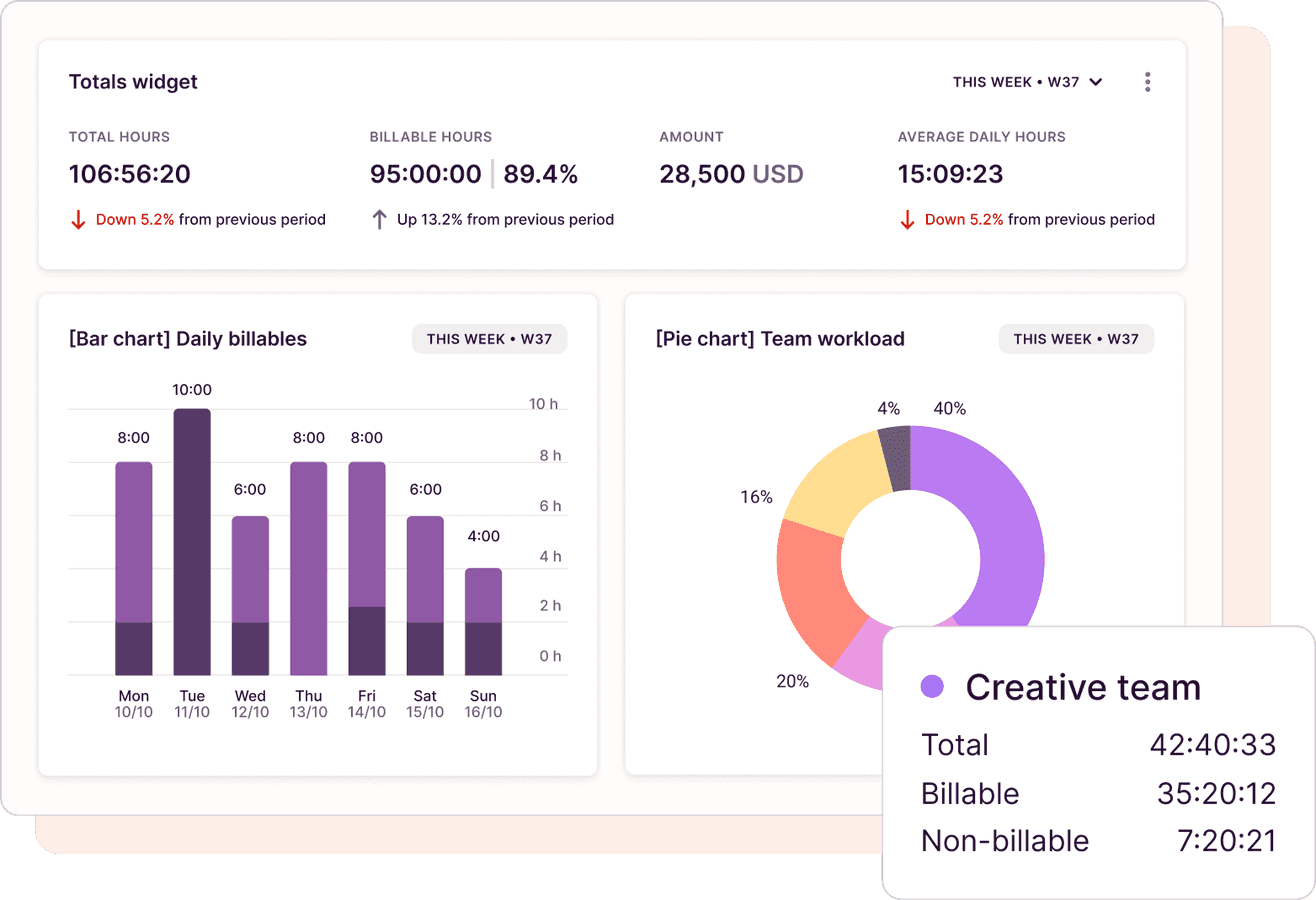 Totals widget
THIS WEEK • W37
TOTAL HOURS
106:56:20
Down 5.2% from previous period
BILLABLE HOURS
95:00:00 | 89.4%
Up 13.2% from previous period
AMOUNT
28,500 USD
AVERAGE DAILY HOURS
15:09:23
Down 5.2% from previous period
[Bar chart] Daily billables
THIS WEEK • W37
10:00
8:00
6:00
8:00
8:00
6:00
4:00
10 h
8 h
6 h
4 h
2 h
0 h
Mon Tue Wed Thu Fri Sat Sun
10/10 11/10 12/10 13/10 14/10 15/10 16/10
[Pie chart] Team workload
THIS WEEK • W37
4% 40%
16%
20%
Creative team
Total 42:40:33
Billable 35:20:12
Non-billable 7:20:21